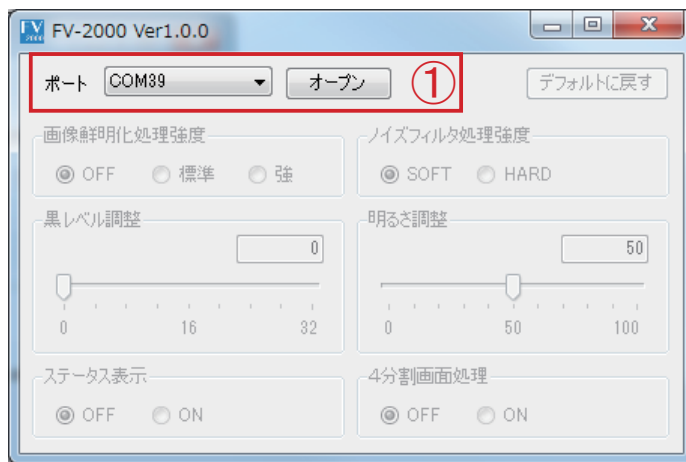 FV-2000 Ver1.0.0
ポート COM39 オープン ① デフォルトに戻す
画像鮮明化処理強度 ノイズフィルタ処理強度
OFF 標準 強 SOFT HARD
黒レベル調整 明るさ調整
0 50
0 16 32 0 50 100
ステータス表示 4分割画面処理
OFF ON OFF ON